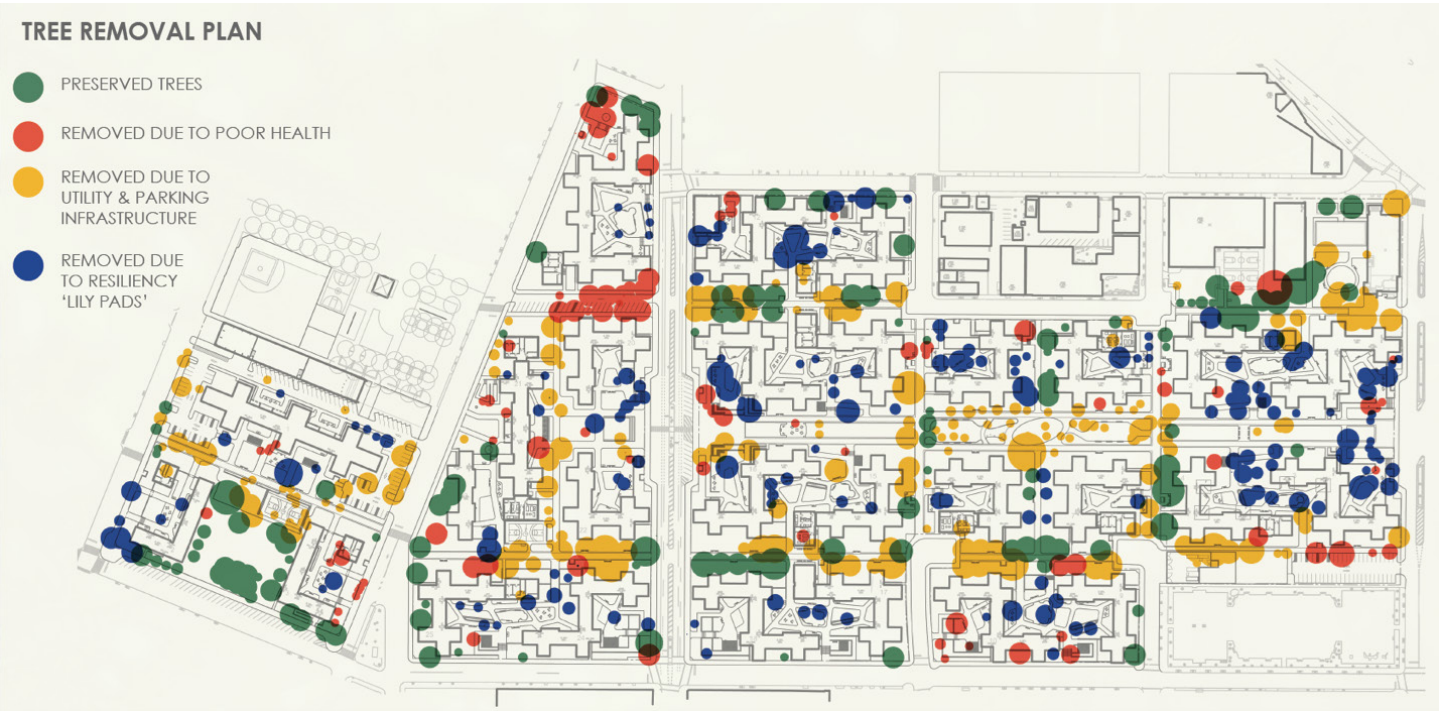 TREE REMOVAL PLAN
PRESERVED TREES
REMOVED DUE TO POOR HEALTH
REMOVED DUE TO
UTILITY & PARKING
INFRASTRUCTURE
REMOVED DUE
TO RESILIENCY
‘LILY PADS’